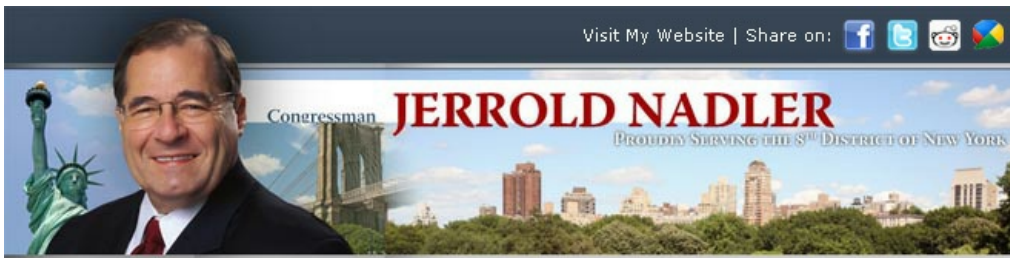 Visit My Website | Share on:
Congressman JERROLD NADLER
PROUDLY SERVING THE 8TH DISTRICT OF NEW YORK